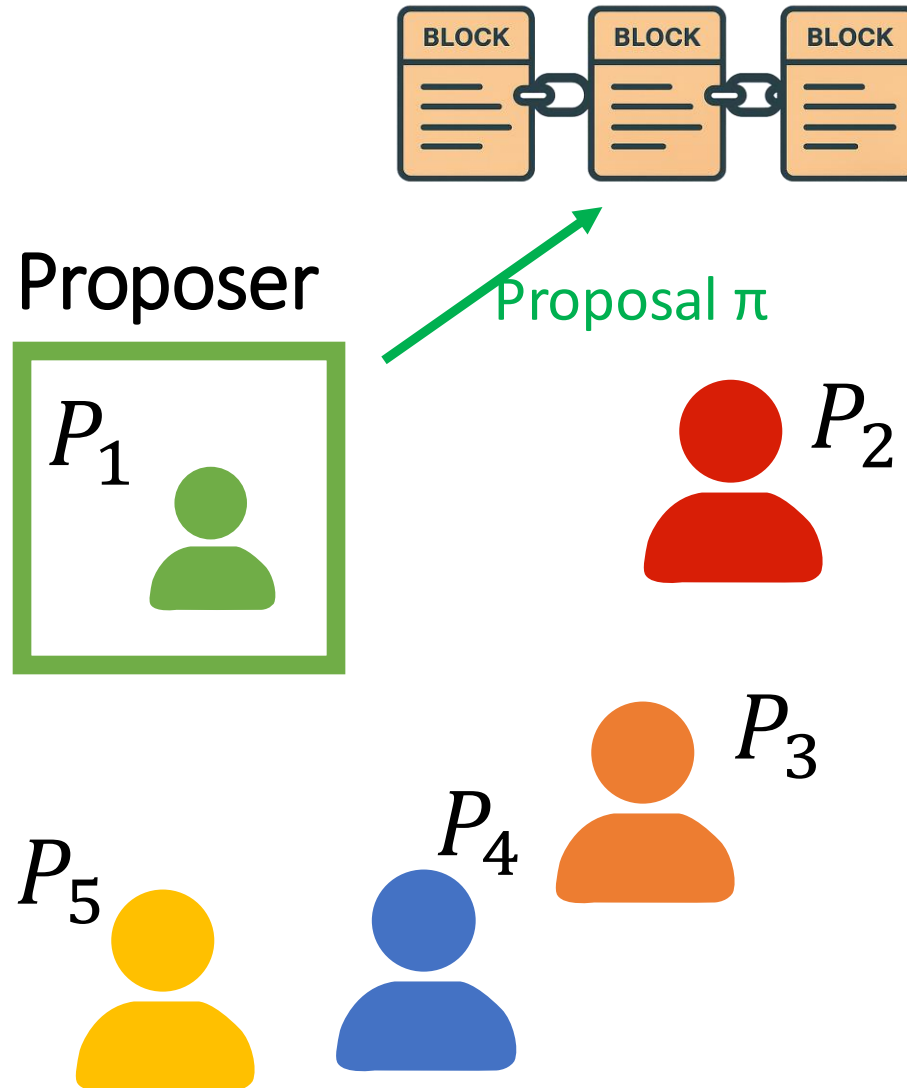 BLOCK BLOCK BLOCK
Proposer
Proposal π
P₁
P₂
P₃
P₄
P₅